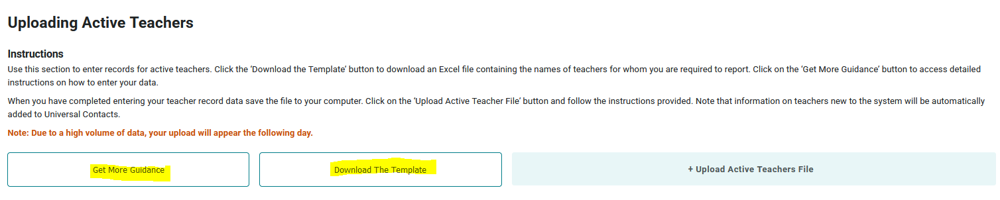 Uploading Active Teachers
Instructions
Use this section to enter records for active teachers. Click the ‘Download the Template’ button to download an Excel file containing the names of teachers for whom you are required to report. Click on the ‘Get More Guidance’ button to access detailed
instructions on how to enter your data.
When you have completed entering your teacher record data save the file to your computer. Click on the ‘Upload Active Teacher File’ button and follow the instructions provided. Note that information on teachers new to the system will be automatically
added to Universal Contacts.
Note: Due to a high volume of data, your upload will appear the following day.
Get More Guidance
Download The Template
+ Upload Active Teachers File